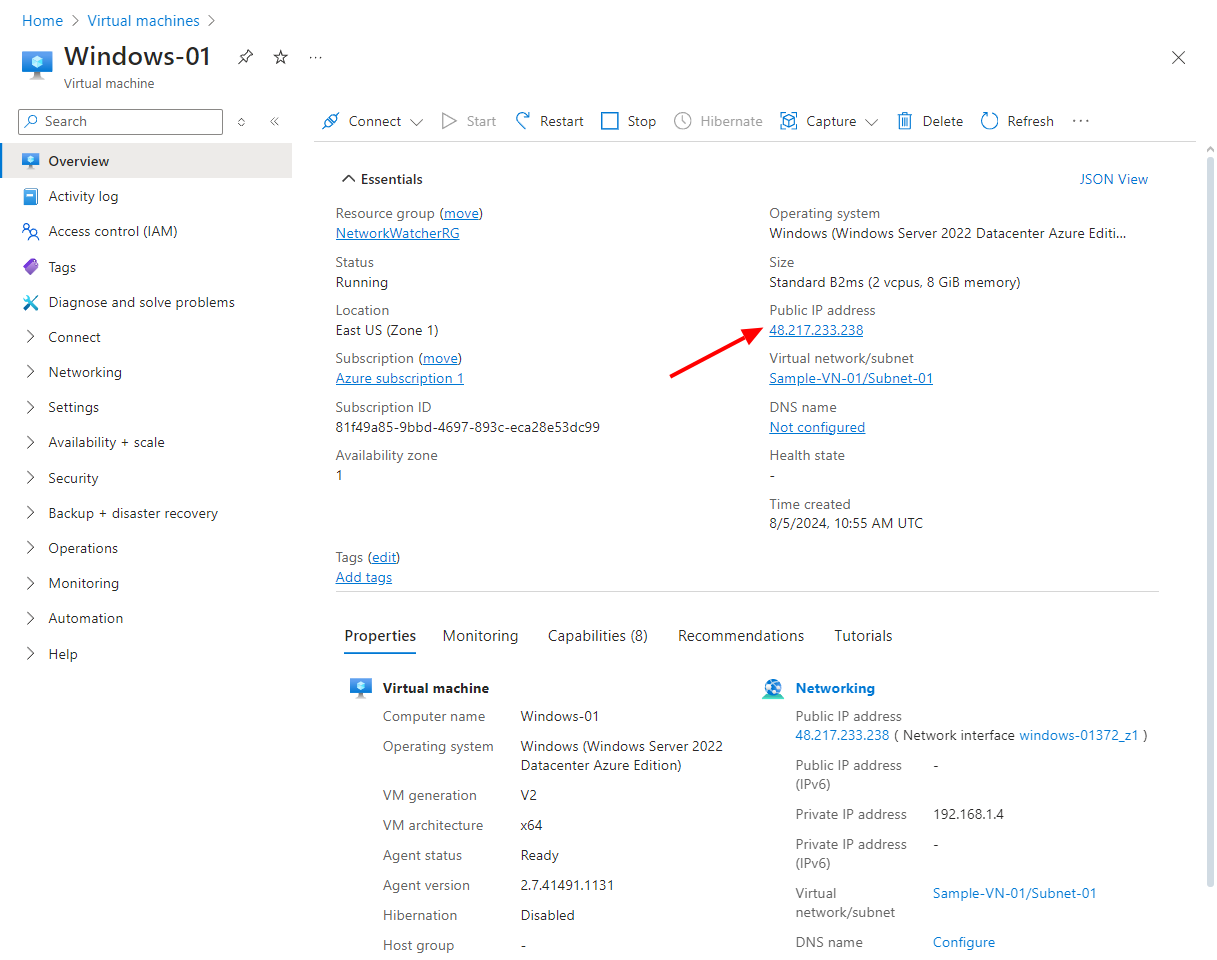 Home > Virtual machines >
Windows-01
Virtual machine
Search
Connect
Start
Restart
Stop
Hibernate
Capture
Delete
Refresh
Overview
Activity log
Access control (IAM)
Tags
Diagnose and solve problems
Connect
Networking
Settings
Availability + scale
Security
Backup + disaster recovery
Operations
Monitoring
Automation
Help
Essentials
JSON View
Resource group (move)
NetworkWatcherRG
Status
Running
Location
East US (Zone 1)
Subscription (move)
Azure subscription 1
Subscription ID
81f49a85-9bbd-4697-893c-eca28e53dc99
Availability zone
1
Operating system
Windows (Windows Server 2022 Datacenter Azure Editi...
Size
Standard B2ms (2 vcpus, 8 GiB memory)
Public IP address
48.217.233.238
Virtual network/subnet
Sample-VN-01/Subnet-01
DNS name
Not configured
Health state
-
Time created
8/5/2024, 10:55 AM UTC
Tags (edit)
Add tags
Properties
Monitoring
Capabilities (8)
Recommendations
Tutorials
Virtual machine
Computer name Windows-01
Operating system Windows (Windows Server 2022
Datacenter Azure Edition)
VM generation V2
VM architecture x64
Agent status Ready
Agent version 2.7.41491.1131
Hibernation Disabled
Host group -
Networking
Public IP address
48.217.233.238 ( Network interface windows-01372_z1 )
Public IP address -
(IPv6)
Private IP address 192.168.1.4
Private IP address -
(IPv6)
Virtual Sample-VN-01/Subnet-01
network/subnet
DNS name Configure